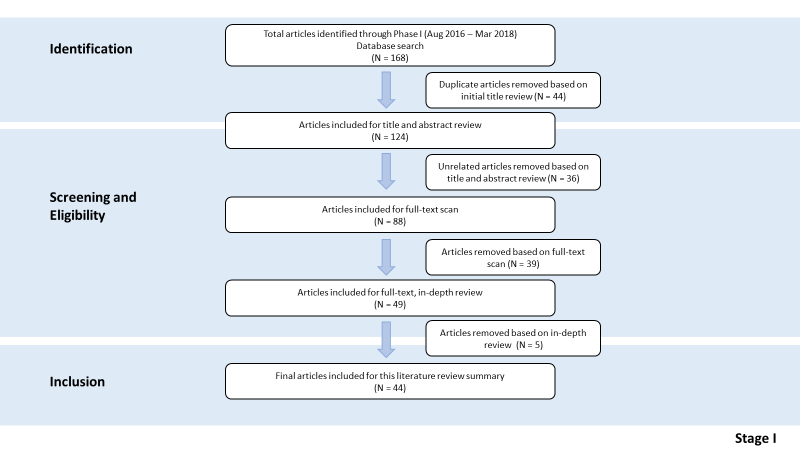 Identification
Total articles identified through Phase I (Aug 2016 – Mar 2018)
Database search
(N = 168)
Duplicate articles removed based on
initial title review (N = 44)
Articles included for title and abstract review
(N = 124)
Unrelated articles removed based on
title and abstract review (N = 36)
Screening and
Eligibility
Articles included for full-text scan
(N = 88)
Articles removed based on full-text
scan (N = 39)
Articles included for full-text, in-depth review
(N = 49)
Articles removed based on in-depth
review (N = 5)
Inclusion
Final articles included for this literature review summary
(N = 44)
Stage I